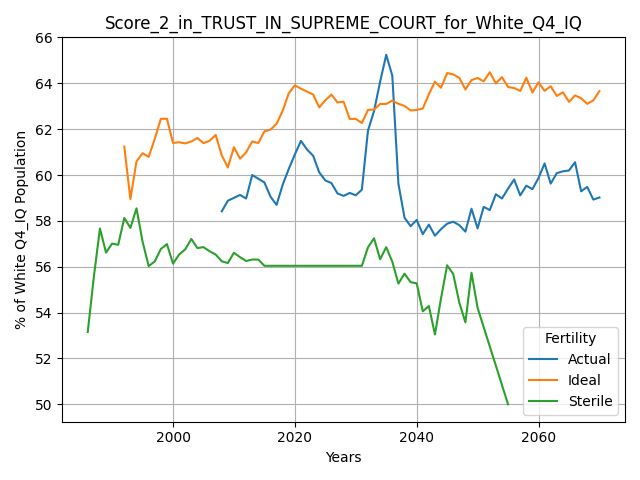 Score_2_in_TRUST_IN_SUPREME_COURT_for_White_Q4_IQ
% of White Q4_IQ Population
66
64
62
60
58
56
54
52
50
2000
2020
2040
2060
Years
Fertility
Actual
Ideal
Sterile